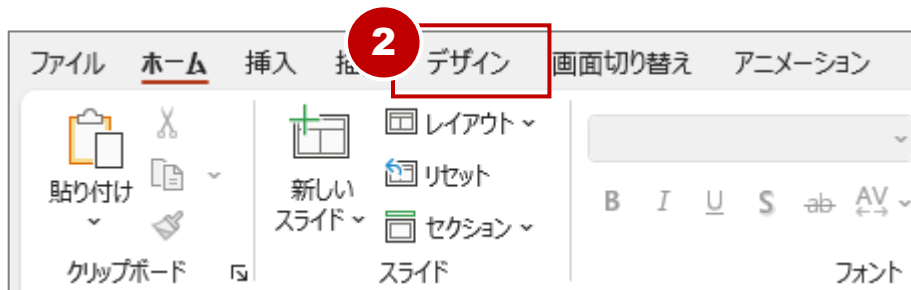 2
ファイル ホーム 挿入 デザイン 画面切り替え アニメーション
貼り付け
新しい
スライド
レイアウト
リセット
セクション
B I U S ab AV
クリップボード スライド フォント